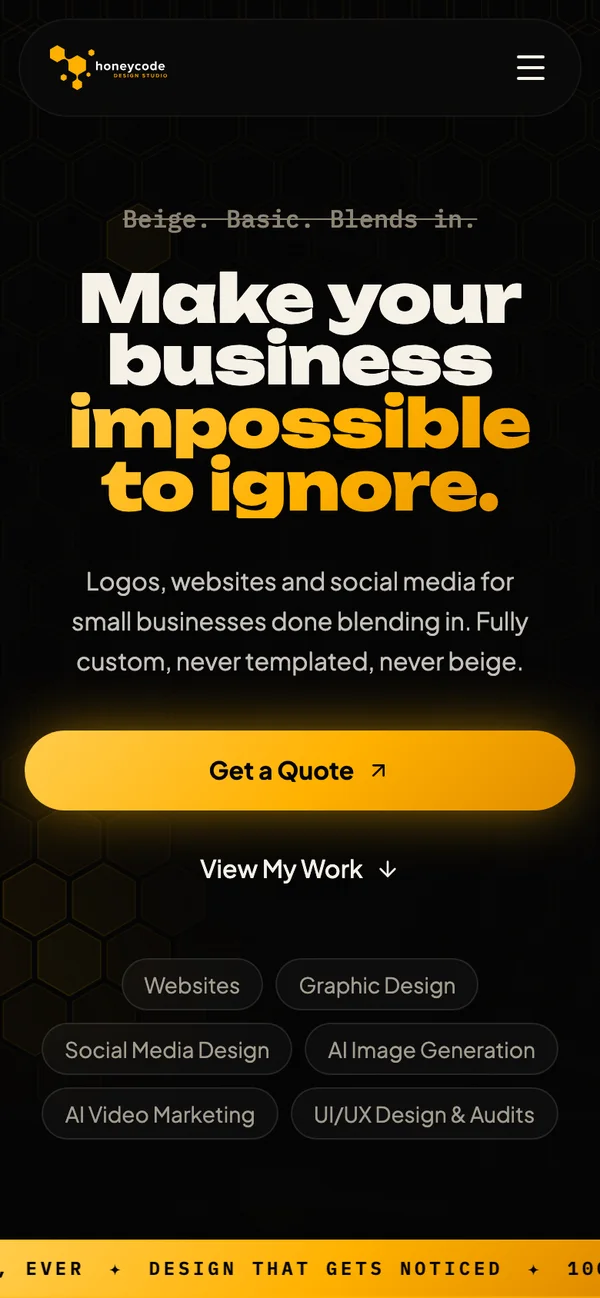 honeycode
DESIGN STUDIO
Beige. Basic. Blends in.
Make your
business
impossible
to ignore.
Logos, websites and social media for
small businesses done blending in. Fully
custom, never templated, never beige.
Get a Quote ↗
View My Work ↓
Websites
Graphic Design
Social Media Design
AI Image Generation
AI Video Marketing
UI/UX Design & Audits
, EVER ✦ DESIGN THAT GETS NOTICED ✦